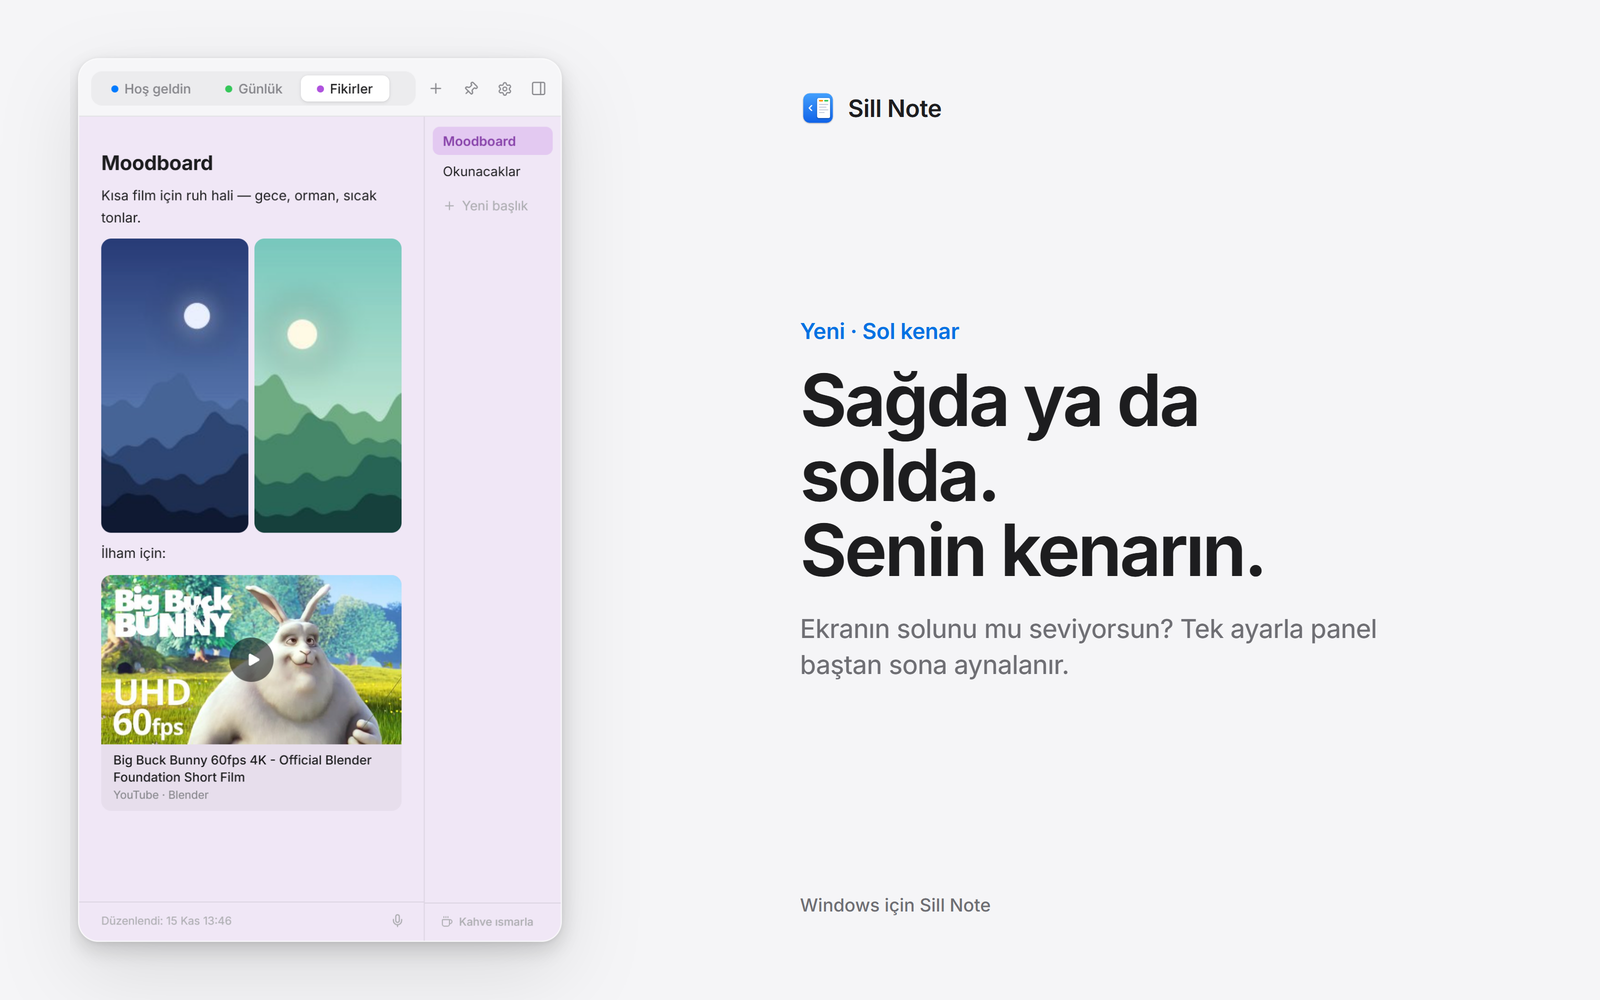 Hoş geldin
Günlük
Fikirler
Moodboard
Kısa film için ruh hali — gece, orman, sıcak
tonlar.
İlham için:
Big Buck
BUNNY
UHD
60fps
Big Buck Bunny 60fps 4K - Official Blender
Foundation Short Film
YouTube · Blender
Düzenlendi: 15 Kas 13:46
Moodboard
Okunacaklar
+ Yeni başlık
Kahve ısmarla
Sill Note
Yeni · Sol kenar
Sağda ya da
solda.
Senin kenarın.
Ekranın solunu mu seviyorsun? Tek ayarla panel
baştan sona aynalanır.
Windows için Sill Note